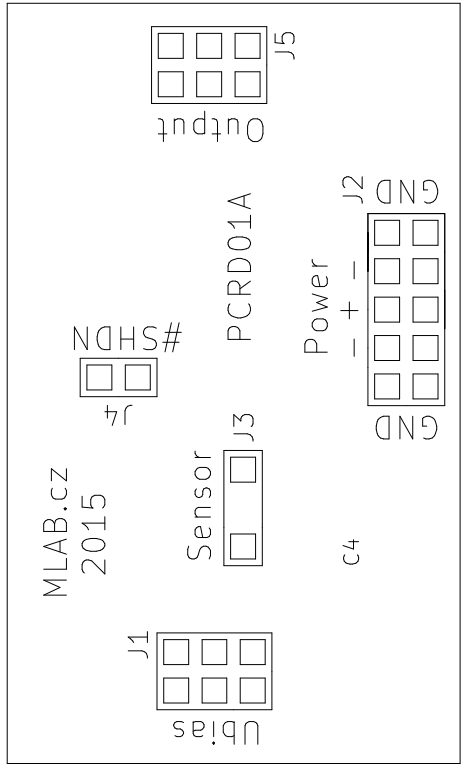 J5
Output
J2
GND
PCRD01A
Power
- + -
#SHDN
J4
GND
J3
Sensor
MLAB.cz
2015
C4
J1
Ubias